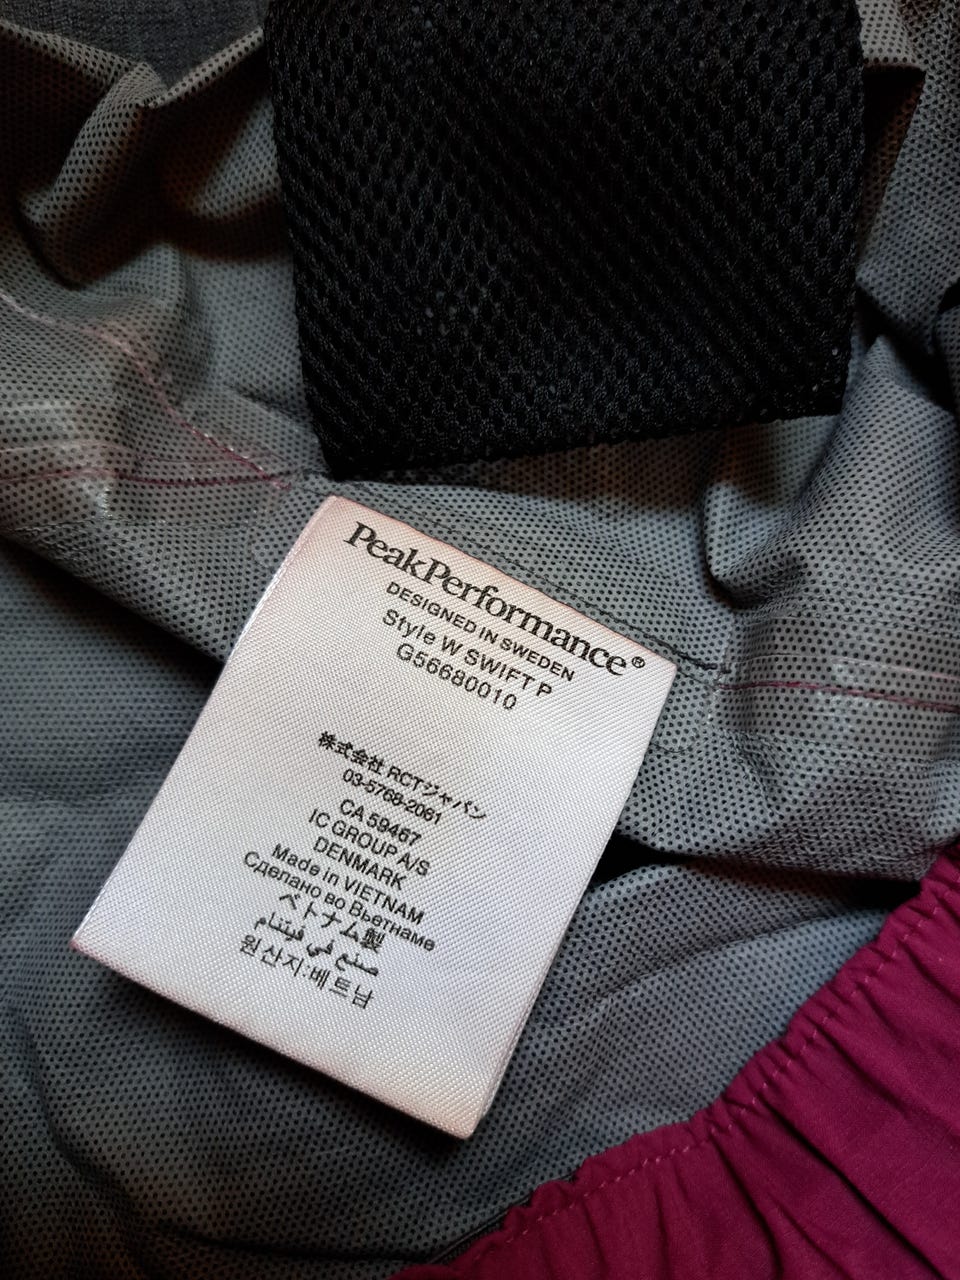 PeakPerformance®
DESIGNED IN SWEDEN
Style W SWIFT P
G56680010
株式会社 RCTジャパン
03-5768-2061
CA 59467
IC GROUP A/S
DENMARK
Made in VIETNAM
Сделано во Вьетнаме
ベトナム製
صنع في فيتنام
원산지:베트남